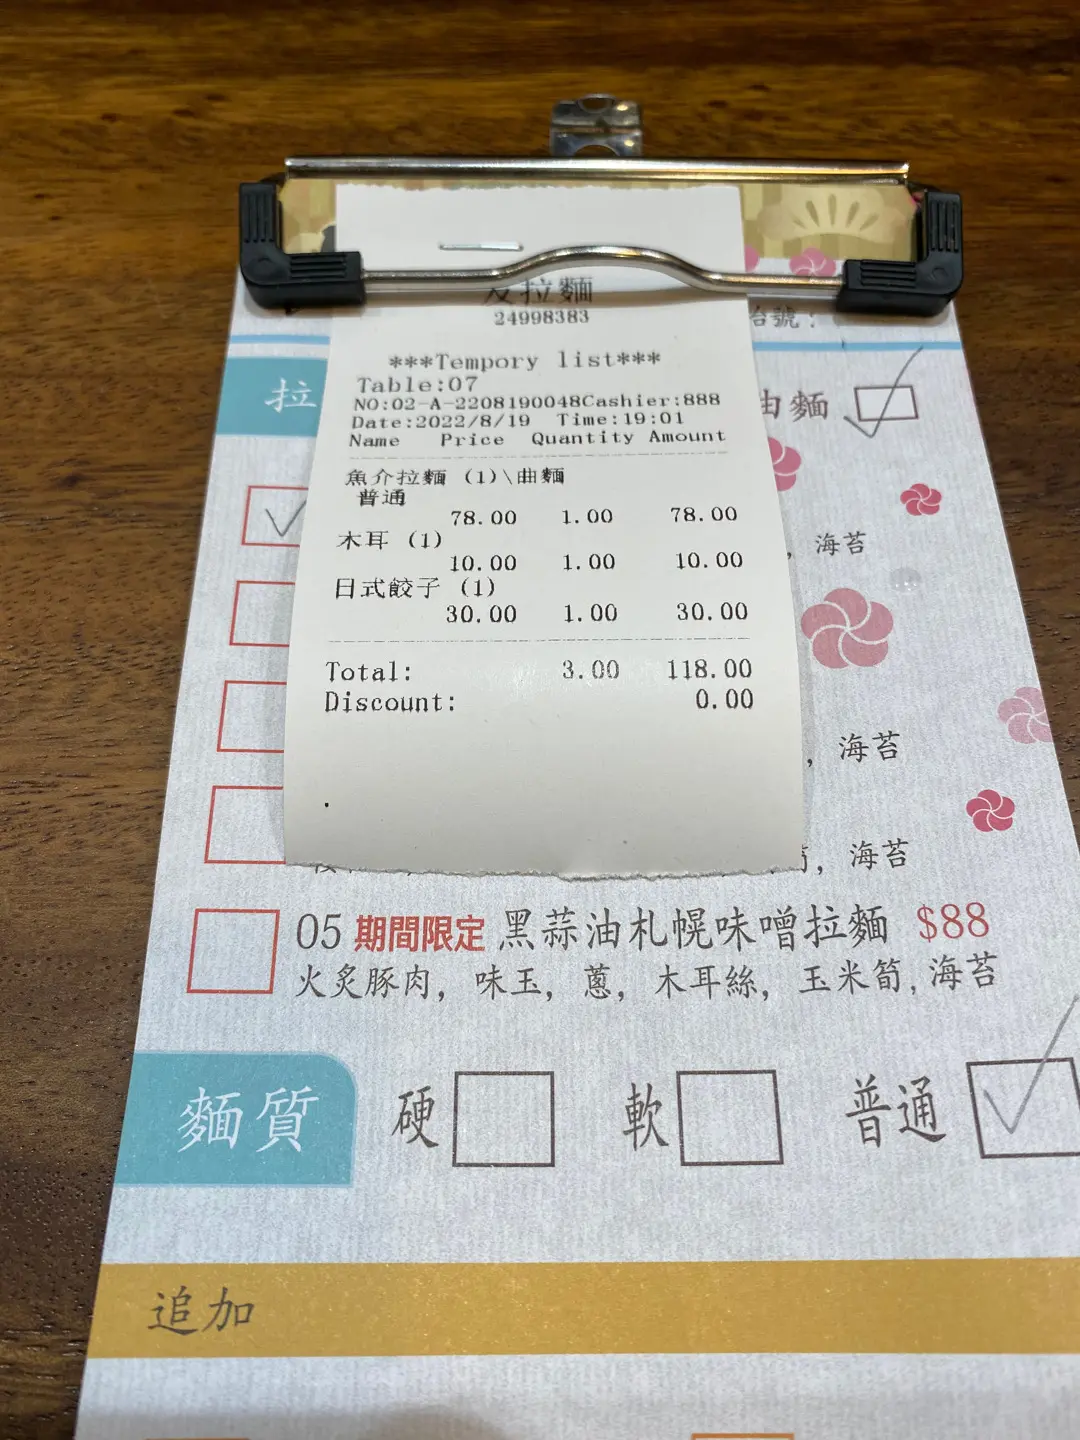 拉麵
24998383
台號：
***Tempory list***
Table:07
NO:02-A-2208190048Cashier:888
Date:2022/8/19 Time:19:01
Name Price Quantity Amount
拉
麵
魚介拉麵 (1)\曲麵
普通
78.00 1.00 78.00
木耳 (1)
10.00 1.00 10.00
日式餃子 (1)
30.00 1.00 30.00
Total: 3.00 118.00
Discount: 0.00
, 海苔
, 海苔
, 海苔
05 期間限定 黑蒜油札幌味噌拉麵 $88
火炙豚肉, 味玉, 蔥, 木耳絲, 玉米筍, 海苔
麵質 硬 軟 普通
追加